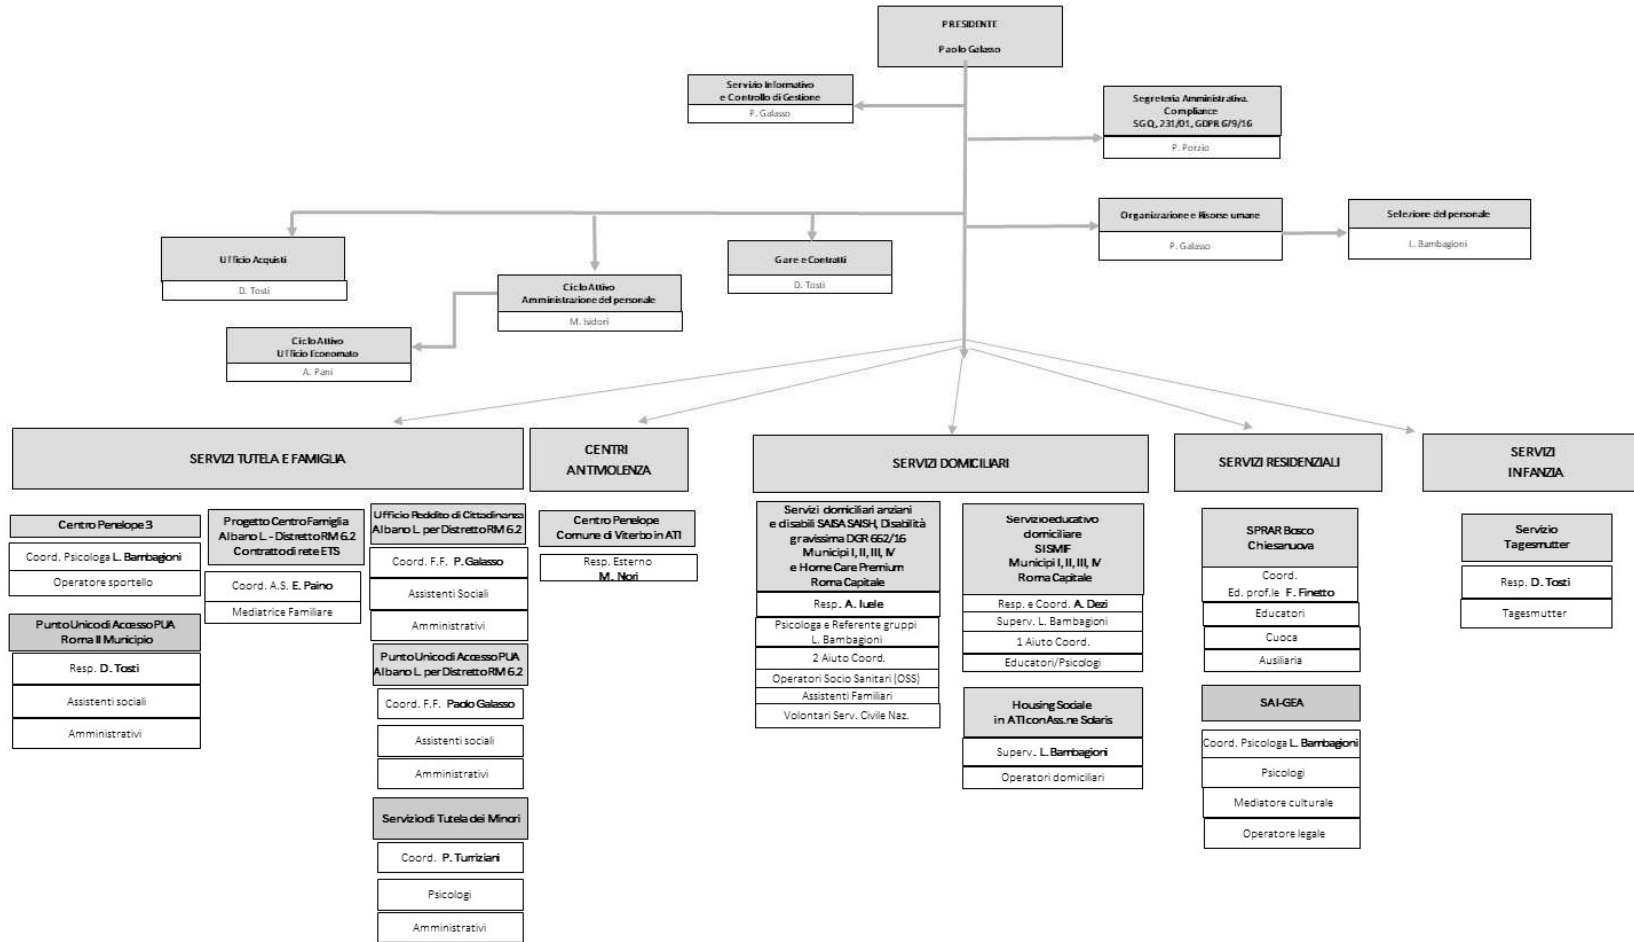 PRESIDENTE
Paolo Galasso
Servizio Informativo
e Controllo di Gestione
P. Galasso
Segreteria Amministrativa.
Compliance
SGQ, 231/01, GDPR 679/16
P. Porzio
Organizzazione e Risorse umane
P. Galasso
Selezione del personale
L. Bambagioni
Ufficio Acquisti
D. Tosti
Ciclo Attivo
Amministrazione del personale
M. Isidori
Gare e Contratti
D. Tosti
Ciclo Attivo
Ufficio Economato
A. Pani
SERVIZI TUTELA E FAMIGLIA
Centro Penelope 3
Coord. Psicologa L. Bambagioni
Operatore sportello
Punto Unico di Accesso PUA
Roma II Municipio
Resp. D. Tosti
Assistenti sociali
Amministrativi
Progetto Centro Famiglia
Albano L. - Distretto RM 6.2
Contratto di rete ETS
Coord. A.S. E. Paino
Mediatrice Familiare
Ufficio Reddito di Cittadinanza
Albano L. per Distretto RM 6.2
Coord. F.F. P. Galasso
Assistenti Sociali
Amministrativi
Punto Unico di Accesso PUA
Albano L. per Distretto RM 6.2
Coord. F.F. Paolo Galasso
Assistenti sociali
Amministrativi
Servizio di Tutela dei Minori
Coord. P. Turriziani
Psicologi
Amministrativi
CENTRI
ANTIVIOLENZA
Centro Penelope
Comune di Viterbo in ATI
Resp. Esterno
M. Nori
SERVIZI DOMICILIARI
Servizi domiciliari anziani
e disabili SAISA SAISH, Disabilità
gravissima DGR 662/16
Municipi I, II, III, IV
e Home Care Premium
Roma Capitale
Resp. A. Iuele
Psicologa e Referente gruppi
L. Bambagioni
2 Aiuto Coord.
Operatori Socio Sanitari (OSS)
Assistenti Familiari
Volontari Serv. Civile Naz.
Servizio educativo
domiciliare
SISMIF
Municipi I, II, III, IV
Roma Capitale
Resp. e Coord. A. Dezi
Superv. L. Bambagioni
1 Aiuto Coord.
Educatori/Psicologi
Housing Sociale
in ATI con Ass.ne Solaris
Superv. L. Bambagioni
Operatori domiciliari
SERVIZI RESIDENZIALI
SPRAR Bosco
Chiesanuova
Coord.
Ed. prof.le F. Finetto
Educatori
Cuoca
Ausiliaria
SAI-GEA
Coord. Psicologa L. Bambagioni
Psicologi
Mediatore culturale
Operatore legale
SERVIZI
INFANZIA
Servizio
Tagesmutter
Resp. D. Tosti
Tagesmutter